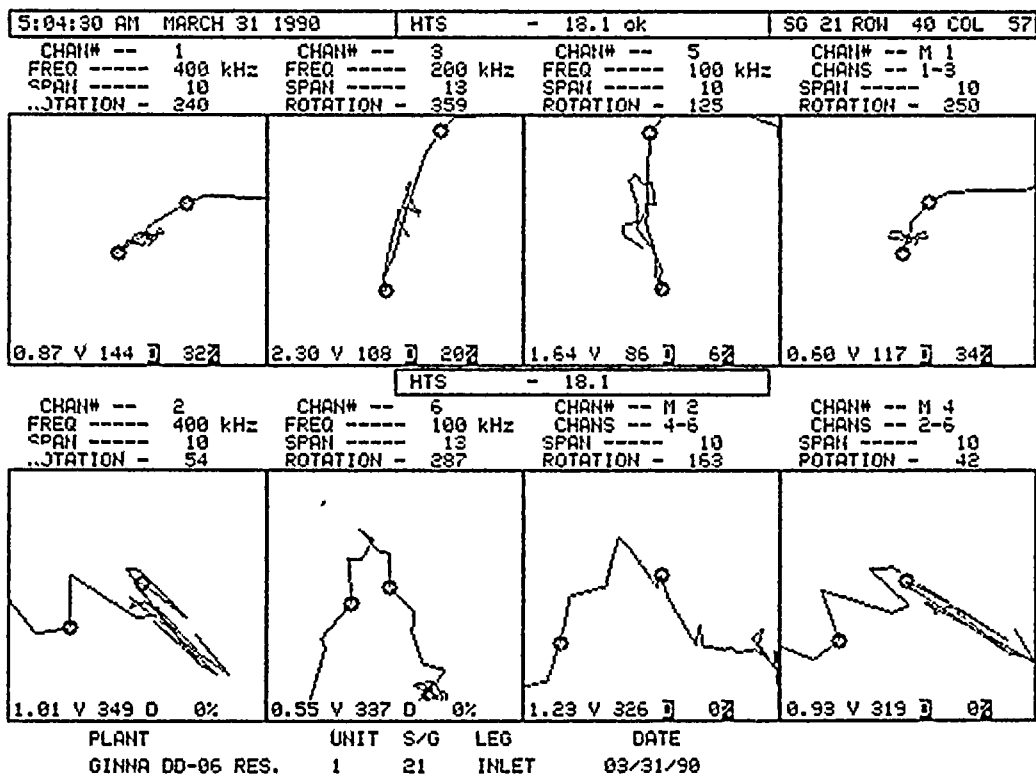 5:04:30 AM MARCH 31 1990 HTS - 18.1 ok SG 21 ROW 40 COL 57
CHAN# -- 1 CHAN# -- 3 CHAN# -- 5 CHAN# -- M 1
FREQ ----- 400 kHz FREQ ----- 200 kHz FREQ ----- 100 kHz CHANS -- 1-3
SPAN ----- 10 SPAN ----- 13 SPAN ----- 10 SPAN ----- 10
..OTATION - 240 ROTATION - 359 ROTATION - 125 ROTATION - 250
0.87 V 144 D 32% 2.30 V 108 D 20% 1.64 V 86 D 6% 0.60 V 117 D 34%
HTS - 18.1
CHAN# -- 2 CHAN# -- 6 CHAN# -- M 2 CHAN# -- M 4
FREQ ----- 400 kHz FREQ ----- 100 kHz CHANS -- 4-6 CHANS -- 2-6
SPAN ----- 10 SPAN ----- 13 SPAN ----- 10 SPAN ----- 10
..OTATION - 54 ROTATION - 287 ROTATION - 163 POTATION - 42
1.01 V 349 D 0% 0.55 V 337 D 0% 1.23 V 326 D 0% 0.93 V 319 D 0%
PLANT UNIT S/G LEG DATE
GINNA DD-06 RES. 1 21 INLET 03/31/90